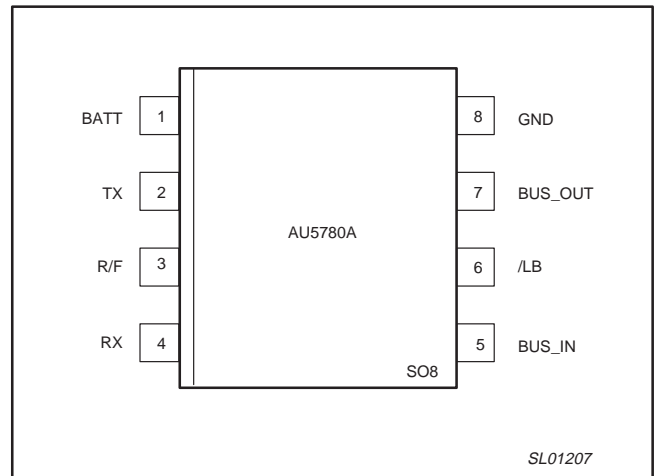 BATT 1 8 GND
TX 2 7 BUS_OUT
AU5780A
R/F 3 6 /LB
RX 4 5 BUS_IN
SO8
SL01207